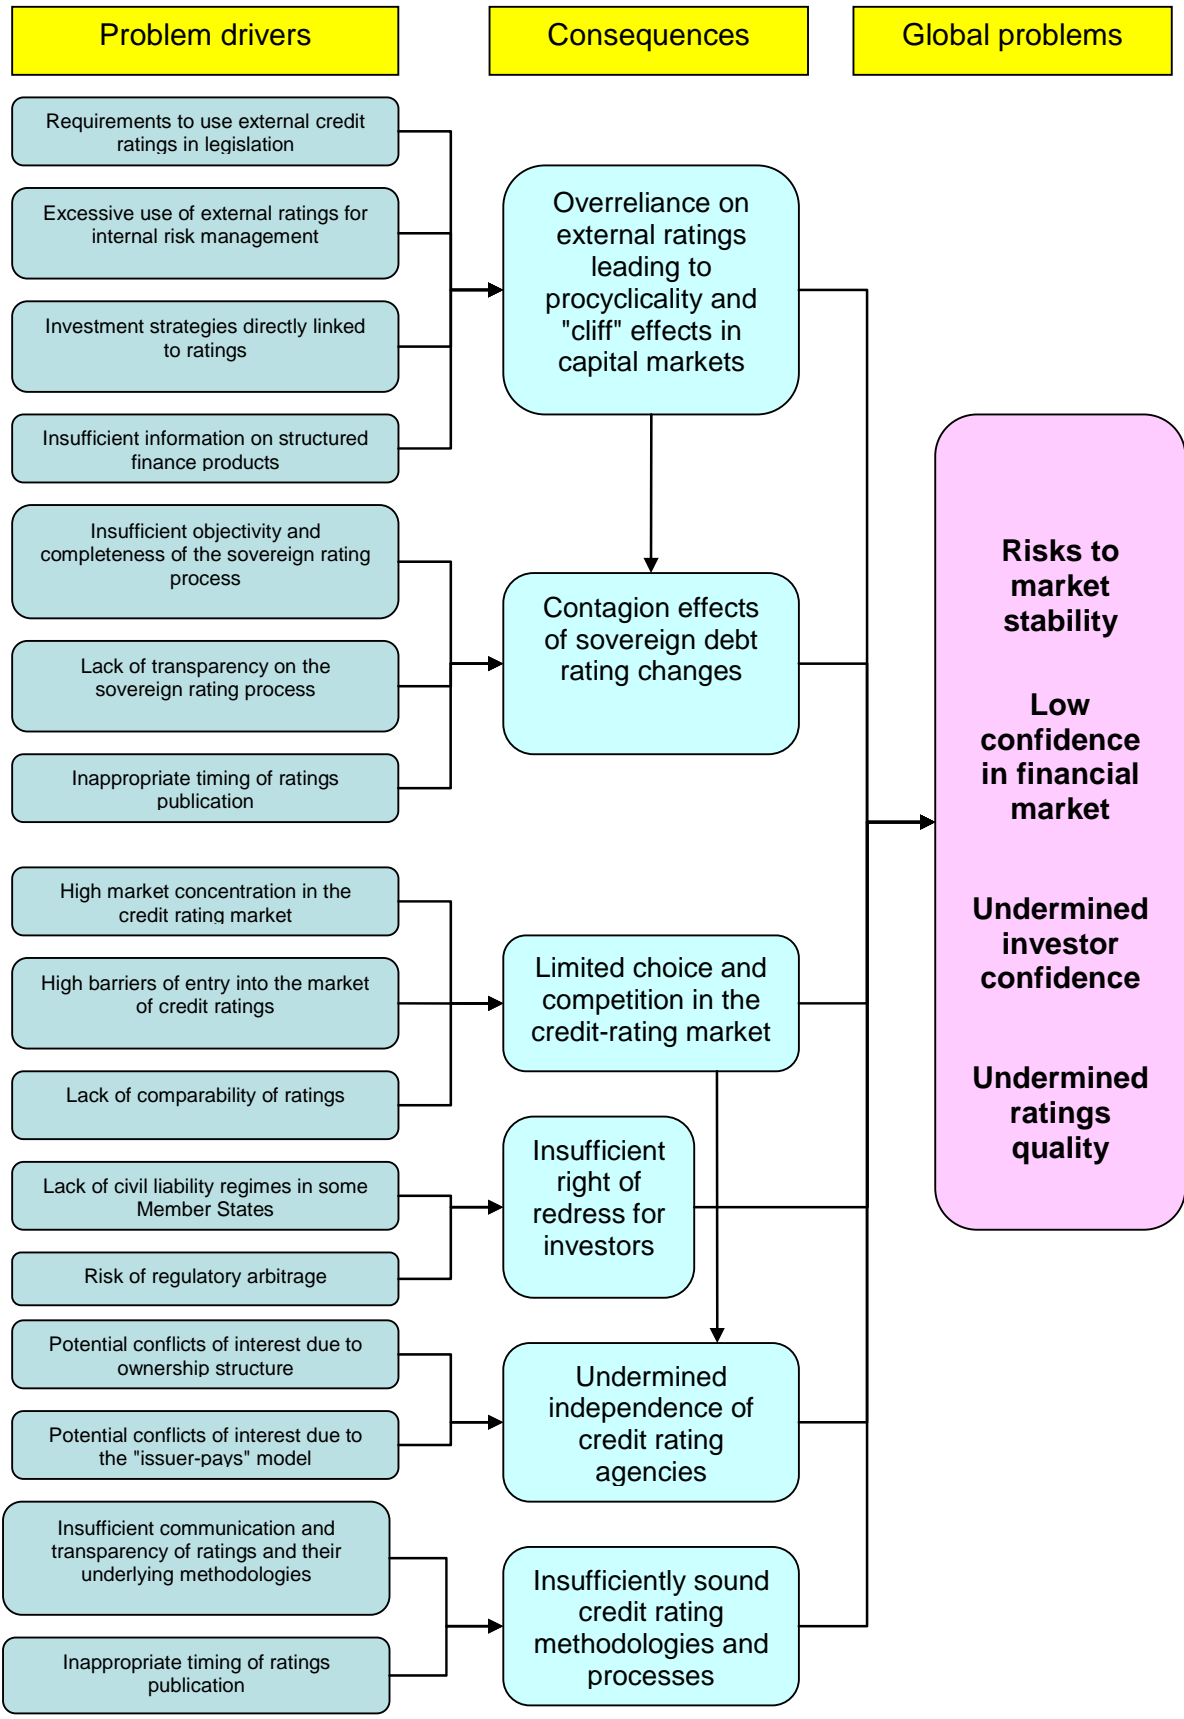 Problem drivers
Consequences
Global problems
Requirements to use external credit
ratings in legislation
Excessive use of external ratings for
internal risk management
Investment strategies directly linked
to ratings
Insufficient information on structured
finance products
Insufficient objectivity and
completeness of the sovereign rating
process
Lack of transparency on the
sovereign rating process
Inappropriate timing of ratings
publication
High market concentration in the
credit rating market
High barriers of entry into the market
of credit ratings
Lack of comparability of ratings
Lack of civil liability regimes in some
Member States
Risk of regulatory arbitrage
Potential conflicts of interest due to
ownership structure
Potential conflicts of interest due to
the "issuer-pays" model
Insufficient communication and
transparency of ratings and their
underlying methodologies
Inappropriate timing of ratings
publication
Overreliance on
external ratings
leading to
procyclicality and
"cliff" effects in
capital markets
Contagion effects
of sovereign debt
rating changes
Limited choice and
competition in the
credit-rating market
Insufficient
right of
redress for
investors
Undermined
independence of
credit rating
agencies
Insufficiently sound
credit rating
methodologies and
processes
Risks to
market
stability
Low
confidence
in financial
market
Undermined
investor
confidence
Undermined
ratings
quality